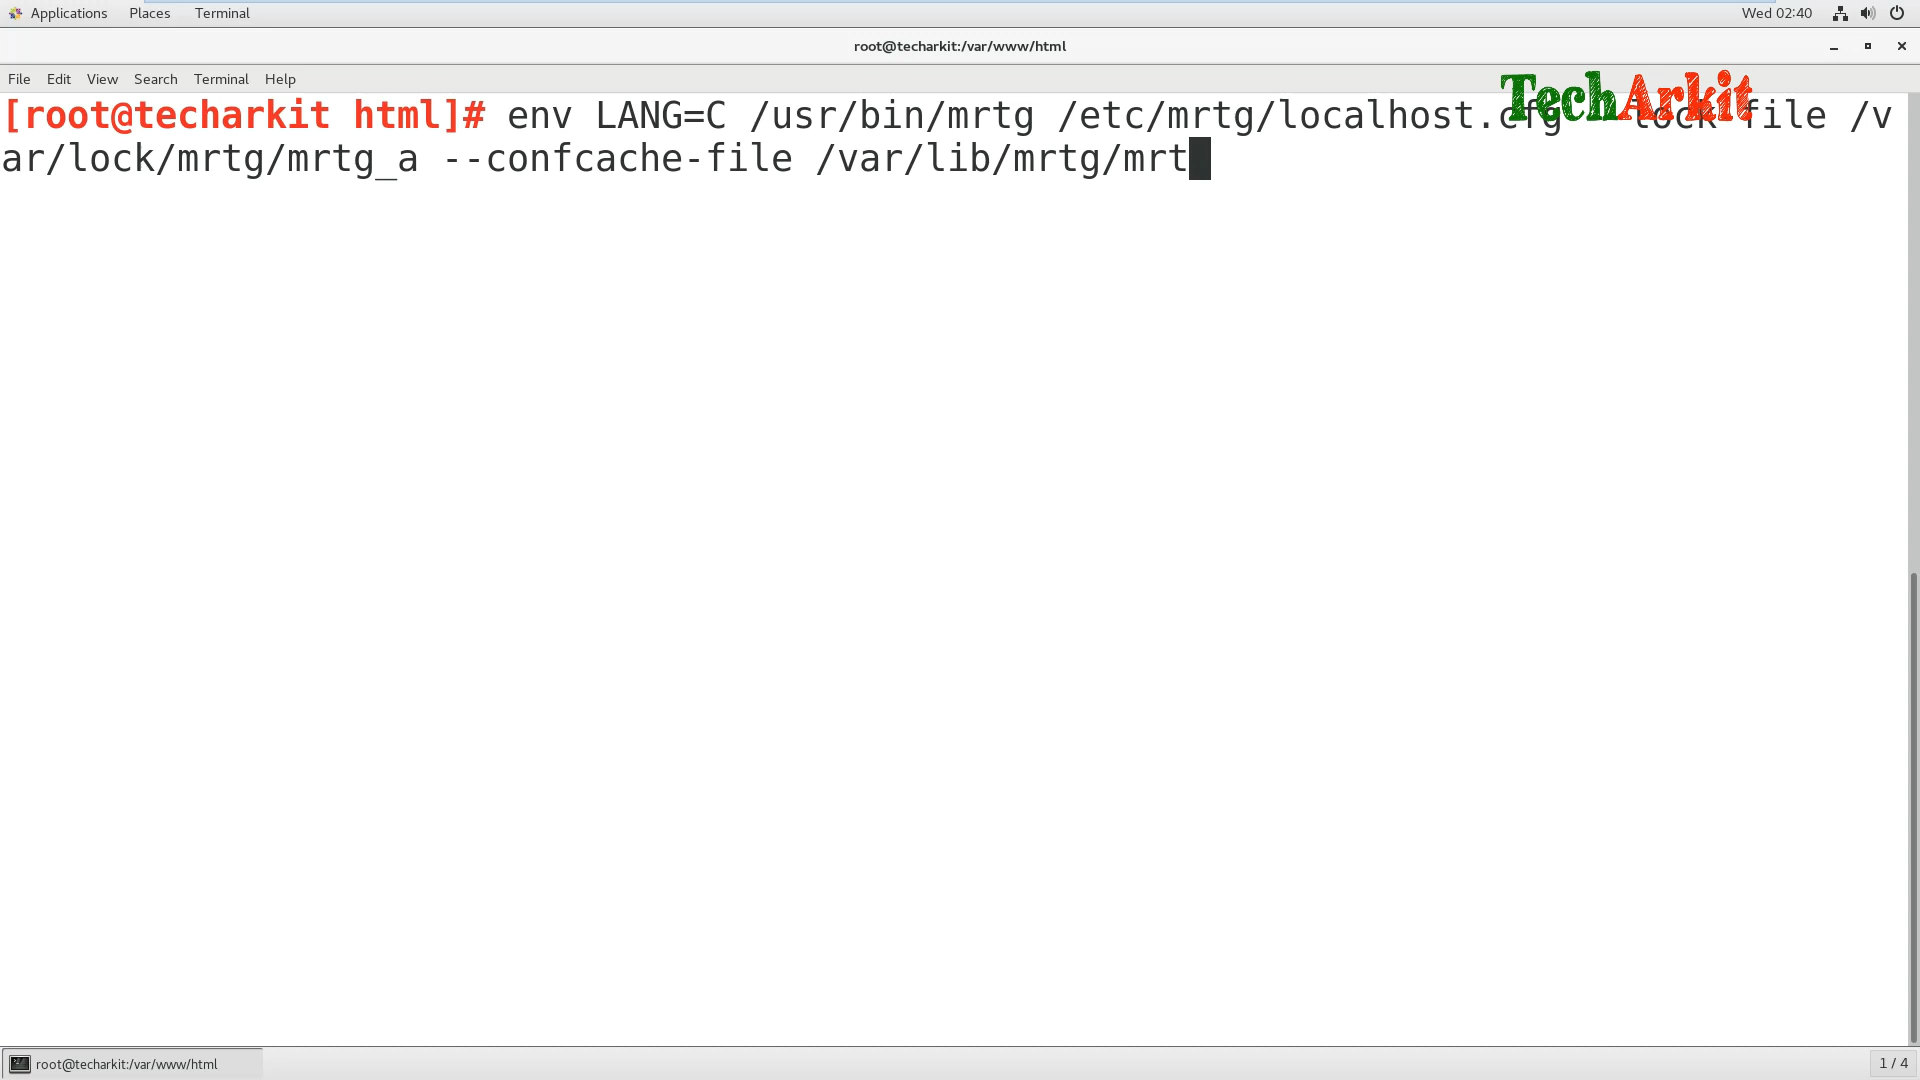 Applications Places Terminal Wed 02:40
root@techarkit:/var/www/html
File Edit View Search Terminal Help
TechArkit
[root@techarkit html]# env LANG=C /usr/bin/mrtg /etc/mrtg/localhost.cfg --lock-file /v
ar/lock/mrtg/mrtg_a --confcache-file /var/lib/mrtg/mrt
root@techarkit:/var/www/html 1 / 4